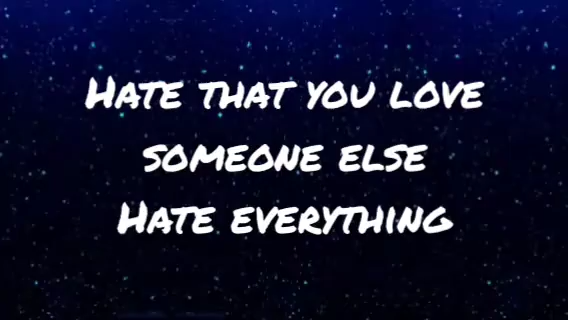 Hate that you love
someone else
Hate everything